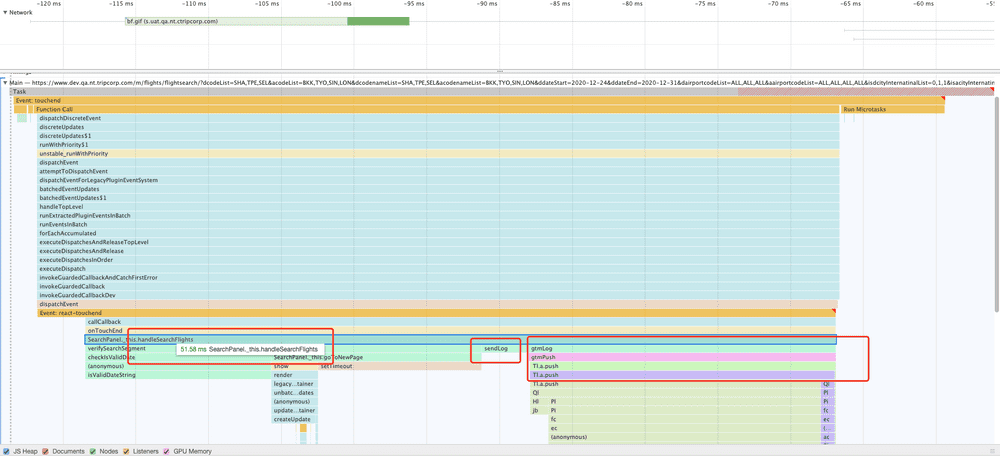 -120 ms -115 ms -110 ms -105 ms -100 ms -95 ms -90 ms -85 ms -80 ms -75 ms -70 ms -65 ms -60 ms
▼ Network
bf.gif (s.uat.qa.nt.ctripcorp.com)
▼ Main — https://www.dev.qa.nt.tripcorp.com/m/flights/flightsearch/?dcodeList=SHA,TPE,SEL&acodeList=BKK,TYO,SIN,LON&dcodenameList=SHA,TPE,SEL&acodenameList=BKK,TYO,SIN,LON&ddateStart=2020-12-24&ddateEnd=2020-12-31&dairportcodeList=ALL,ALL,ALL&aairportcodeList=ALL,ALL,ALL,ALL&isdcityInternatinalList=0,1,1&isacityInternatin
Task
Event: touchend
Function Call Run Microtasks
dispatchDiscreteEvent
discreteUpdates
discreteUpdates$1
runWithPriority$1
unstable_runWithPriority
dispatchEvent
attemptToDispatchEvent
dispatchEventForLegacyPluginEventSystem
batchedEventUpdates
batchedEventUpdates$1
handleTopLevel
runExtractedPluginEventsInBatch
runEventsInBatch
forEachAccumulated
executeDispatchesAndReleaseTopLevel
executeDispatchesAndRelease
executeDispatchesInOrder
executeDispatch
invokeGuardedCallbackAndCatchFirstError
invokeGuardedCallback
invokeGuardedCallbackDev
dispatchEvent
Event: react-touchend
callCallback
onTouchEnd
SearchPanel._this.handleSearchFlights
verifySearchSegment 51.58 ms SearchPanel._this.handleSearchFlights sendLog gtmLog
checkIsValidDate SearchPanel._this.goToNewPage gtmPush
(anonymous) show setTimeout Tl.a.push
isValidDateString render Tl.a.push
legacy…tainer Tl.a.push Ql
unbatc…dates Ql Pl
(anonymous) Hl Pl Pi
update…tainer jb Pi fc
createUpdate fc ec
ec (…
(anonymous) as
JS Heap Documents Nodes Listeners GPU Memory